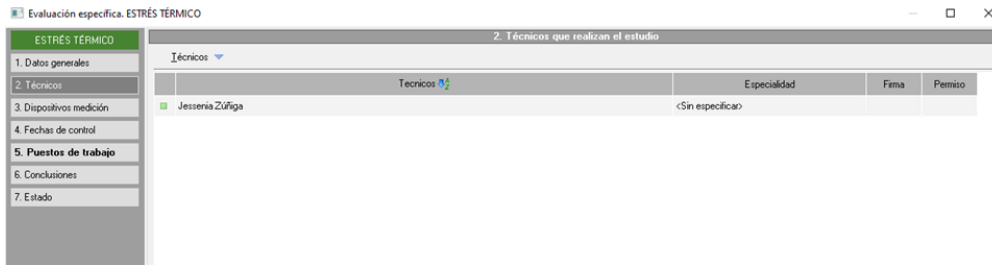 Evaluación específica. ESTRÉS TÉRMICO
ESTRÉS TÉRMICO
1. Datos generales
2. Técnicos
3. Dispositivos medición
4. Fechas de control
5. Puestos de trabajo
6. Conclusiones
7. Estado
2. Técnicos que realizan el estudio
Técnicos
Tecnicos Especialidad Firma Permiso
Jessenia Zúñiga <Sin especificar>